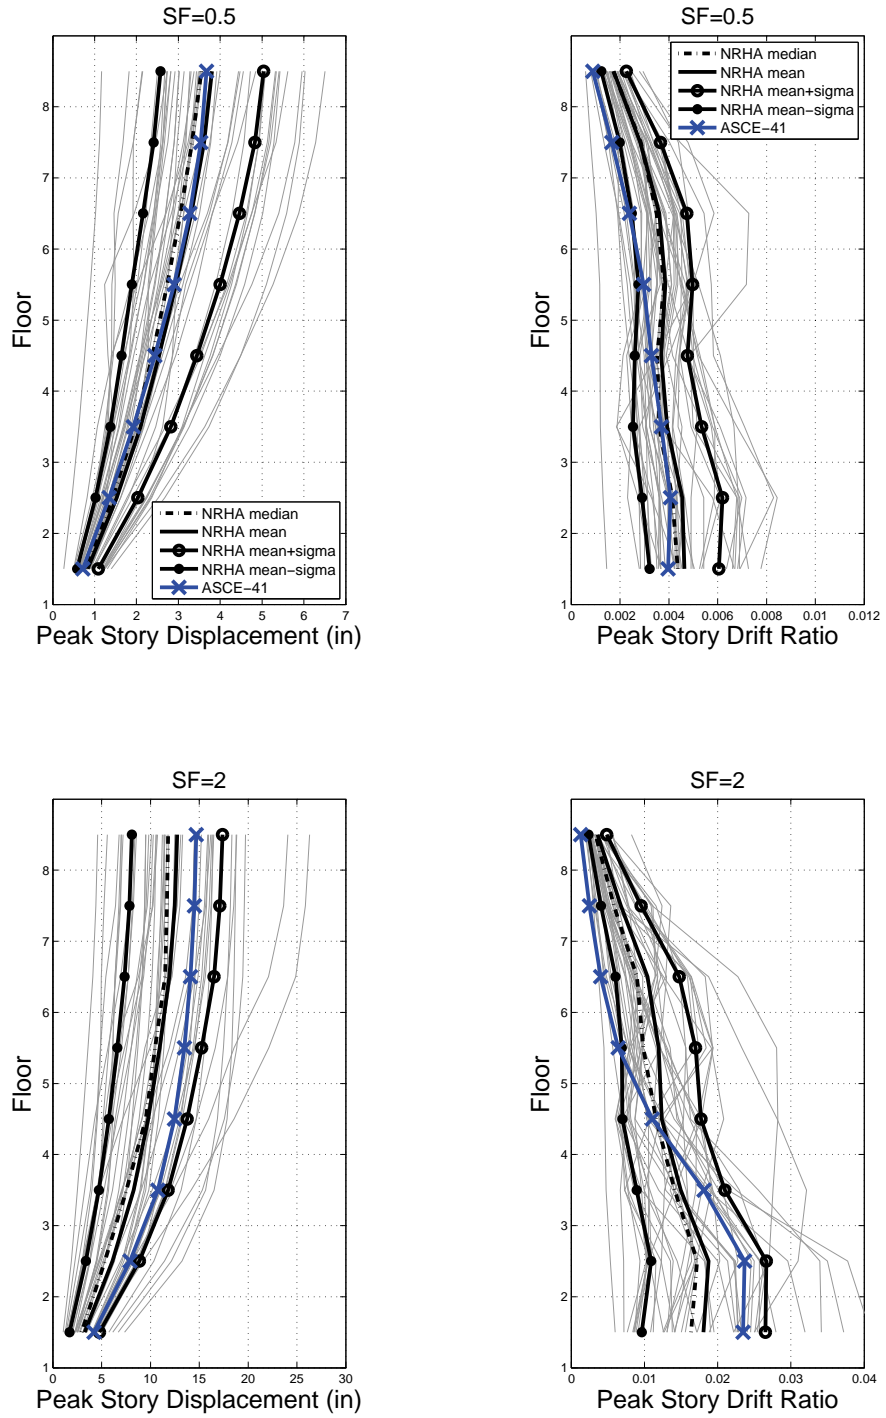 SF=0.5
8
7
6
5
4
3
2
1
Floor
NRHA median
NRHA mean
NRHA mean+sigma
NRHA mean−sigma
ASCE−41
0 1 2 3 4 5 6 7
Peak Story Displacement (in)
SF=0.5
NRHA median
NRHA mean
NRHA mean+sigma
NRHA mean−sigma
ASCE−41
8
7
6
5
4
3
2
1
Floor
0 0.002 0.004 0.006 0.008 0.01 0.012
Peak Story Drift Ratio
SF=2
8
7
6
5
4
3
2
1
Floor
0 5 10 15 20 25 30
Peak Story Displacement (in)
SF=2
8
7
6
5
4
3
2
1
Floor
0 0.01 0.02 0.03 0.04
Peak Story Drift Ratio